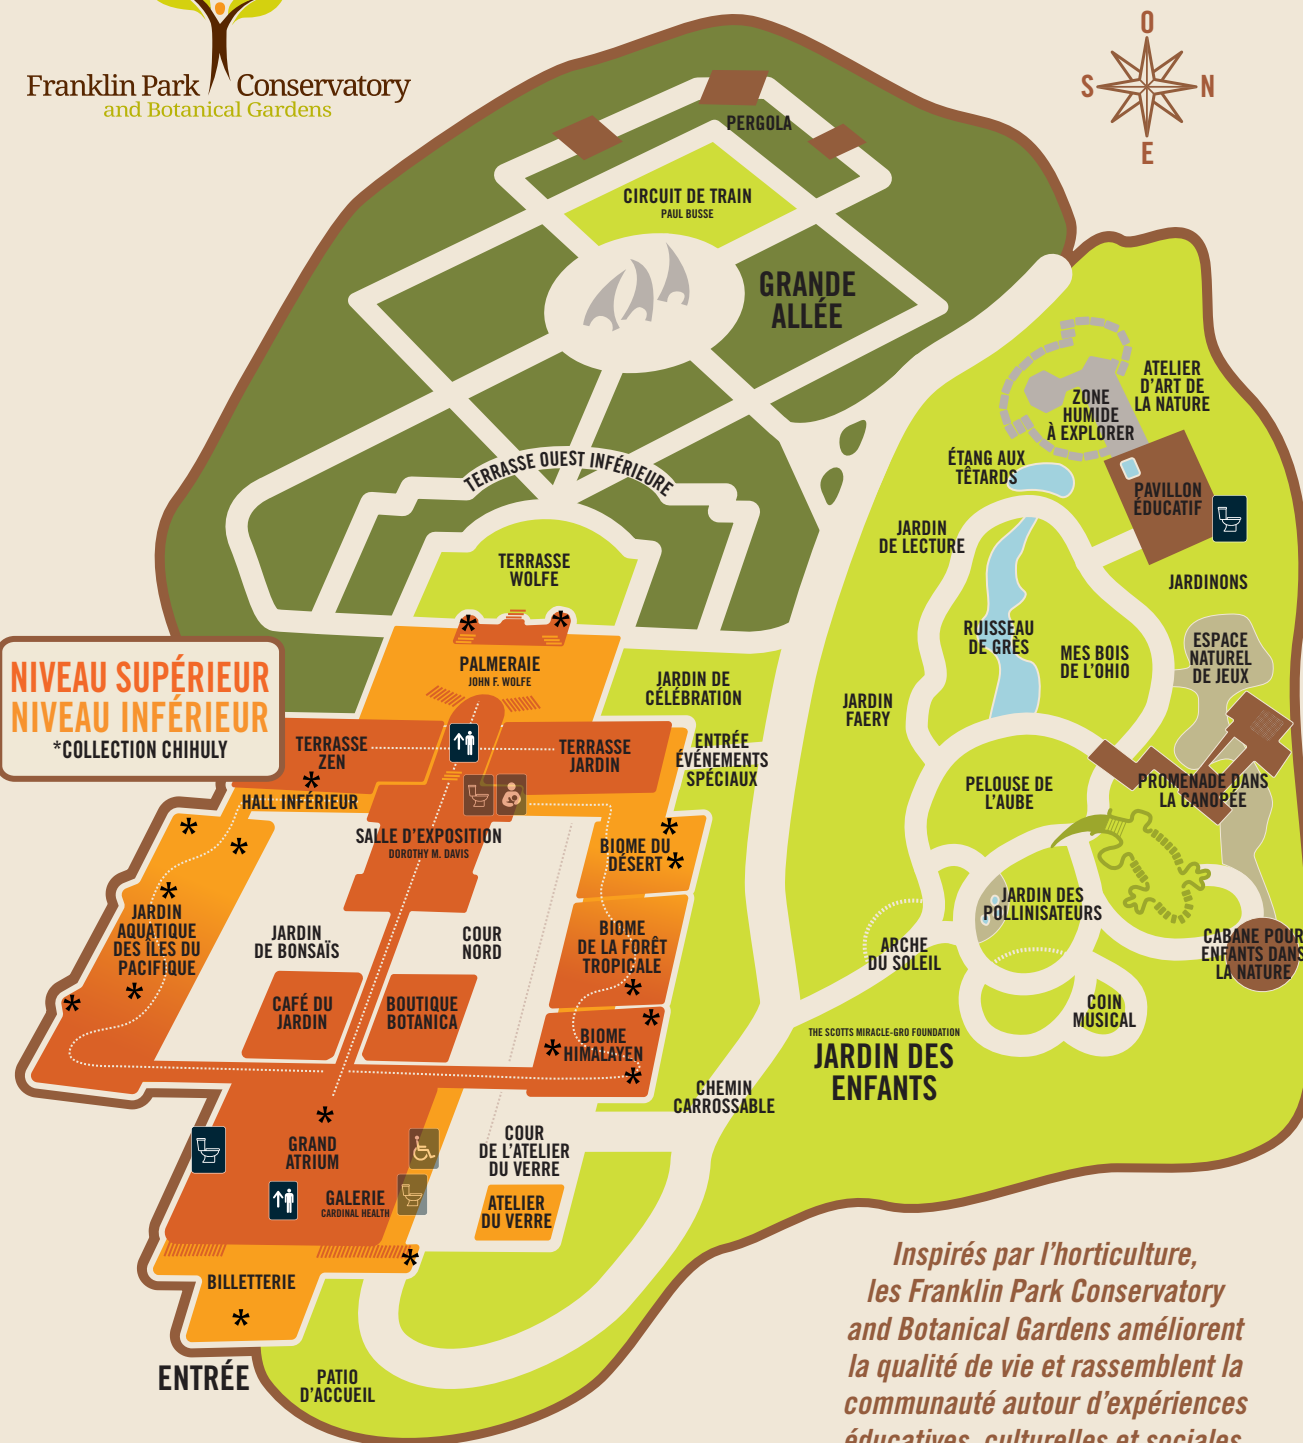 Franklin Park Conservatory
and Botanical Gardens
O
S
N
E
PERGOLA
CIRCUIT DE TRAIN
PAUL BUSSE
GRANDE
ALLÉE
TERRASSE OUEST INFÉRIEURE
TERRASSE
WOLFE
ATELIER
D'ART DE
LA NATURE
ZONE
HUMIDE
À EXPLORER
ÉTANG AUX
TÊTARDS
PAVILLON
ÉDUCATIF
JARDIN
DE LECTURE
JARDINONS
RUISSEAU
DE GRÈS
MES BOIS
DE L'OHIO
ESPACE
NATUREL
DE JEUX
NIVEAU SUPÉRIEUR
NIVEAU INFÉRIEUR
*COLLECTION CHIHULY
*
*
PALMERAIE
JOHN F. WOLFE
JARDIN DE
CÉLÉBRATION
JARDIN
FAERY
TERRASSE
ZEN
*
TERRASSE
JARDIN
ENTRÉE
ÉVÉNEMENTS
SPÉCIAUX
PELOUSE DE
L'AUBE
PROMENADE DANS
LA CANOPÉE
HALL INFÉRIEUR
SALLE D'EXPOSITION
DOROTHY M. DAVIS
*
*
*
BIOME DU
DÉSERT
*
*
JARDIN
AQUATIQUE
DES ÎLES DU
PACIFIQUE
*
*
JARDIN
DE BONSAÏS
COUR
NORD
BIOME
DE LA FORÊT
TROPICALE
*
JARDIN DES
POLLINISATEURS
ARCHE
DU SOLEIL
CABANE POUR
ENFANTS DANS
LA NATURE
CAFÉ DU
JARDIN
BOUTIQUE
BOTANICA
*
*
BIOME
HIMALAYEN
*
COIN
MUSICAL
THE SCOTTS MIRACLE-GRO FOUNDATION
JARDIN DES
ENFANTS
CHEMIN
CARROSSABLE
*
GRAND
ATRIUM
COUR
DE L'ATELIER
DU VERRE
GALERIE
CARDINAL HEALTH
ATELIER
DU VERRE
*
BILLETTERIE
*
ENTRÉE
PATIO
D'ACCUEIL
Inspirés par l'horticulture,
les Franklin Park Conservatory
and Botanical Gardens améliorent
la qualité de vie et rassemblent la
communauté autour d'expériences
éducatives, culturelles et sociales.